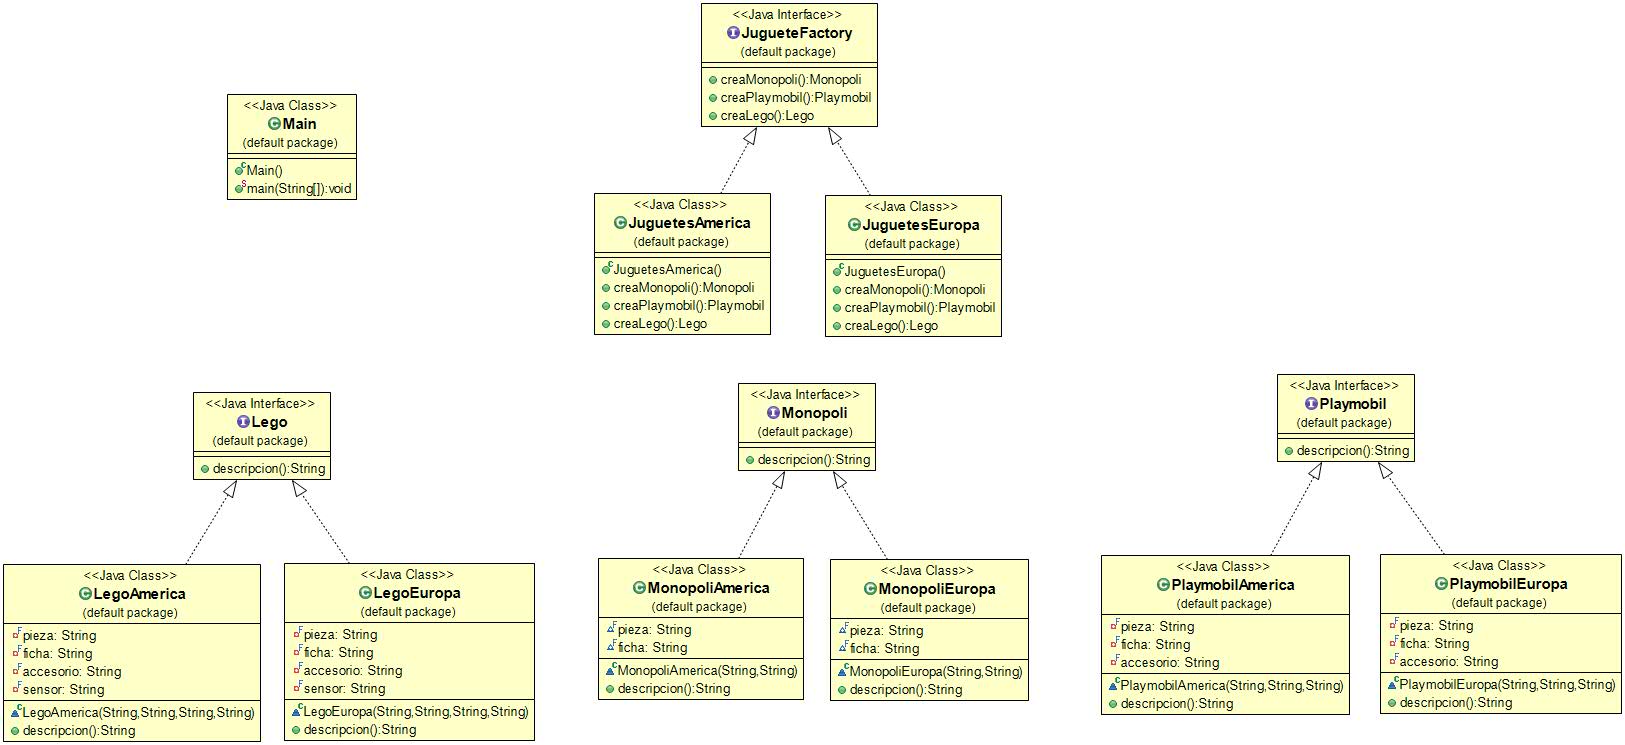 <<Java Interface>>
JugueteFactory
(default package)
creaMonopoli():Monopoli
creaPlaymobil():Playmobil
creaLego():Lego
<<Java Class>>
Main
(default package)
Main()
main(String[]):void
<<Java Class>>
JuguetesAmerica
(default package)
JuguetesAmerica()
creaMonopoli():Monopoli
creaPlaymobil():Playmobil
creaLego():Lego
<<Java Class>>
JuguetesEuropa
(default package)
JuguetesEuropa()
creaMonopoli():Monopoli
creaPlaymobil():Playmobil
creaLego():Lego
<<Java Interface>>
Lego
(default package)
descripcion():String
<<Java Interface>>
Monopoli
(default package)
descripcion():String
<<Java Interface>>
Playmobil
(default package)
descripcion():String
<<Java Class>>
LegoAmerica
(default package)
pieza: String
ficha: String
accesorio: String
sensor: String
LegoAmerica(String,String,String,String)
descripcion():String
<<Java Class>>
LegoEuropa
(default package)
pieza: String
ficha: String
accesorio: String
sensor: String
LegoEuropa(String,String,String,String)
descripcion():String
<<Java Class>>
MonopoliAmerica
(default package)
pieza: String
ficha: String
MonopoliAmerica(String,String)
descripcion():String
<<Java Class>>
MonopoliEuropa
(default package)
pieza: String
ficha: String
MonopoliEuropa(String,String)
descripcion():String
<<Java Class>>
PlaymobilAmerica
(default package)
pieza: String
ficha: String
accesorio: String
PlaymobilAmerica(String,String,String)
descripcion():String
<<Java Class>>
PlaymobilEuropa
(default package)
pieza: String
ficha: String
accesorio: String
PlaymobilEuropa(String,String,String)
descripcion():String